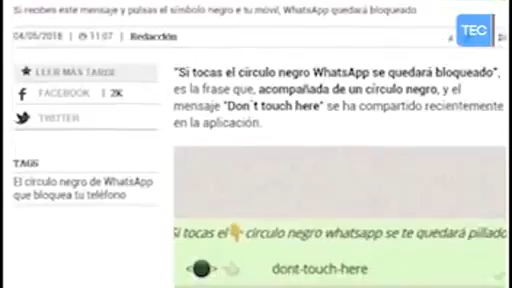 Si recibes este mensaje y pulsas el símbolo negro e tu móvil, WhatsApp quedará bloqueado
04/05/2018 | 11:07 | Redacción
TEC
LEER MÁS TARDE
FACEBOOK | 2K
TWITTER
TAGS
El círculo negro de WhatsApp
que bloquea tu teléfono
"Si tocas el círculo negro WhatsApp se quedará bloqueado",
es la frase que, acompañada de un círculo negro, y el
mensaje "Don´t touch here" se ha compartido recientemente
en la aplicación.
Si tocas el👇 circulo negro whatsapp se te quedará pillado
dont-touch-here